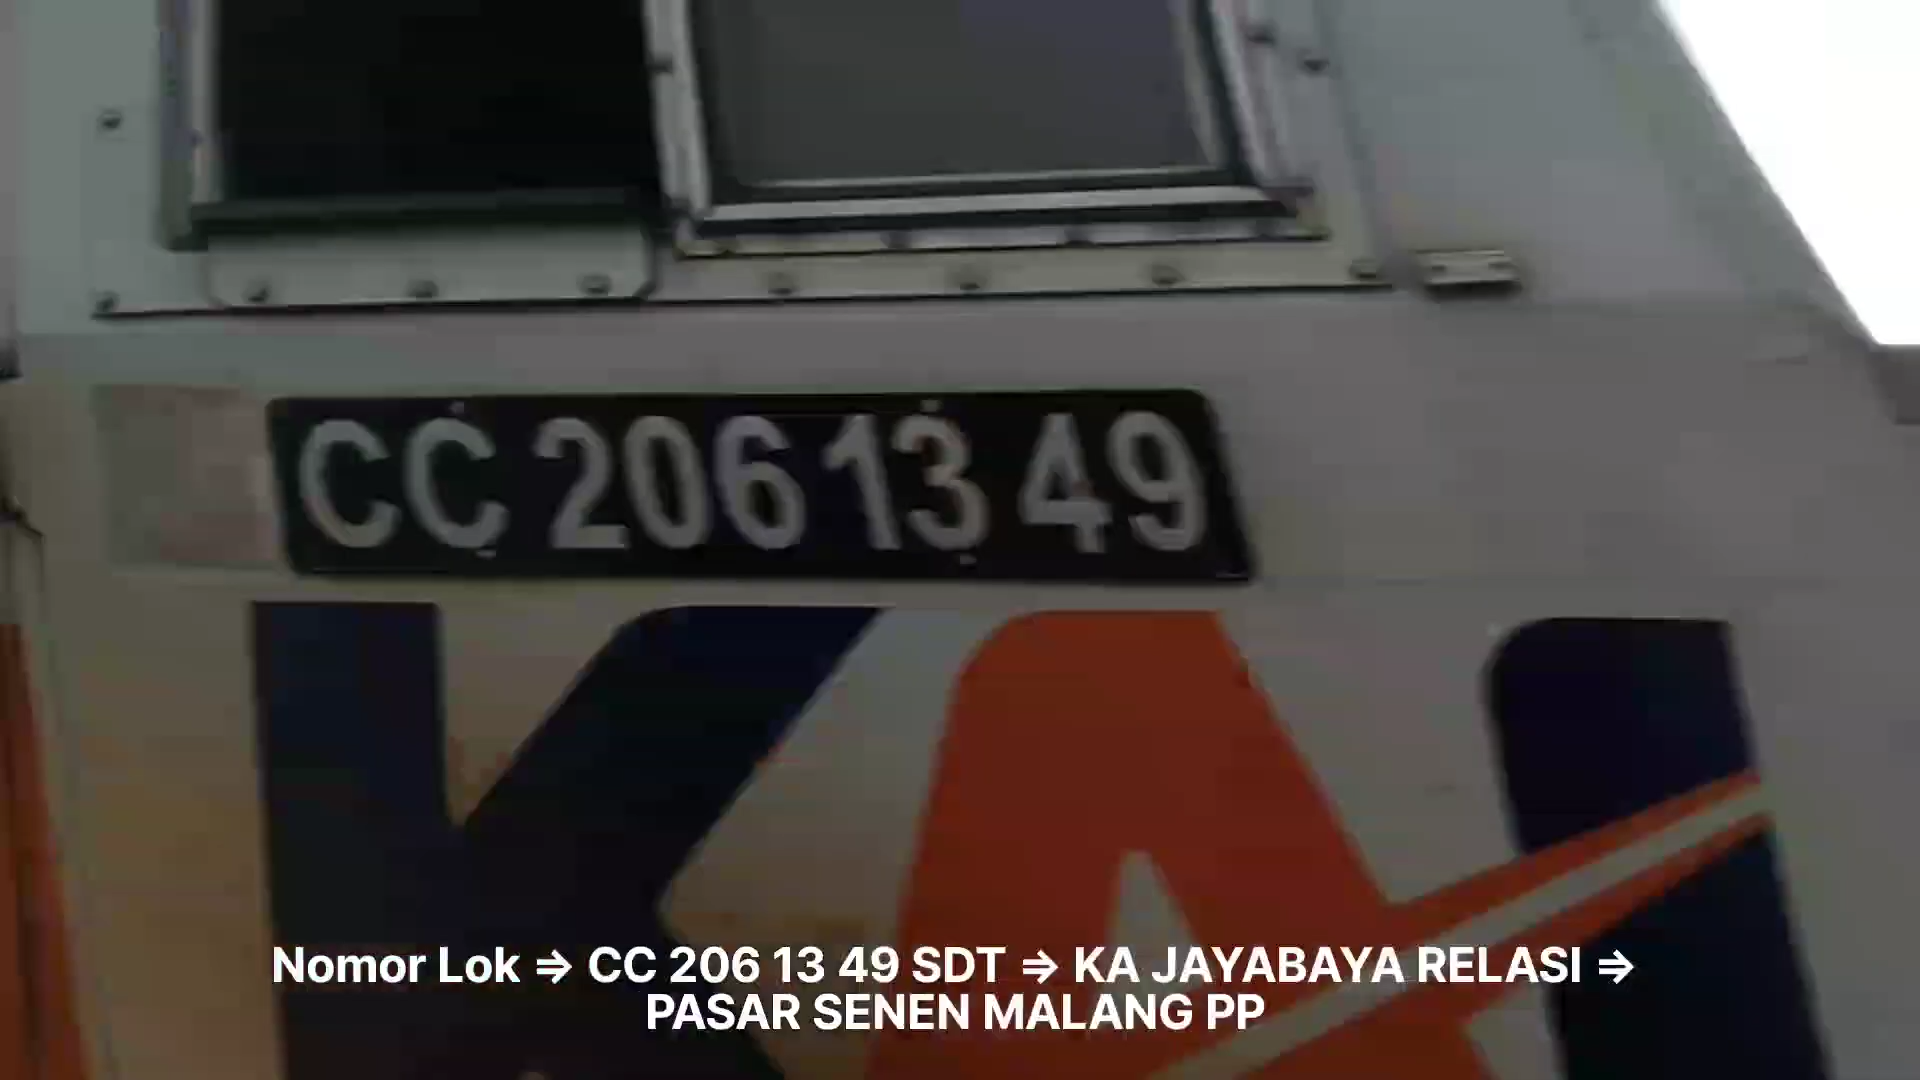 CC 206 13 49
KAI
Nomor Lok ⇒ CC 206 13 49 SDT ⇒ KA JAYABAYA RELASI ⇒
PASAR SENEN MALANG PP